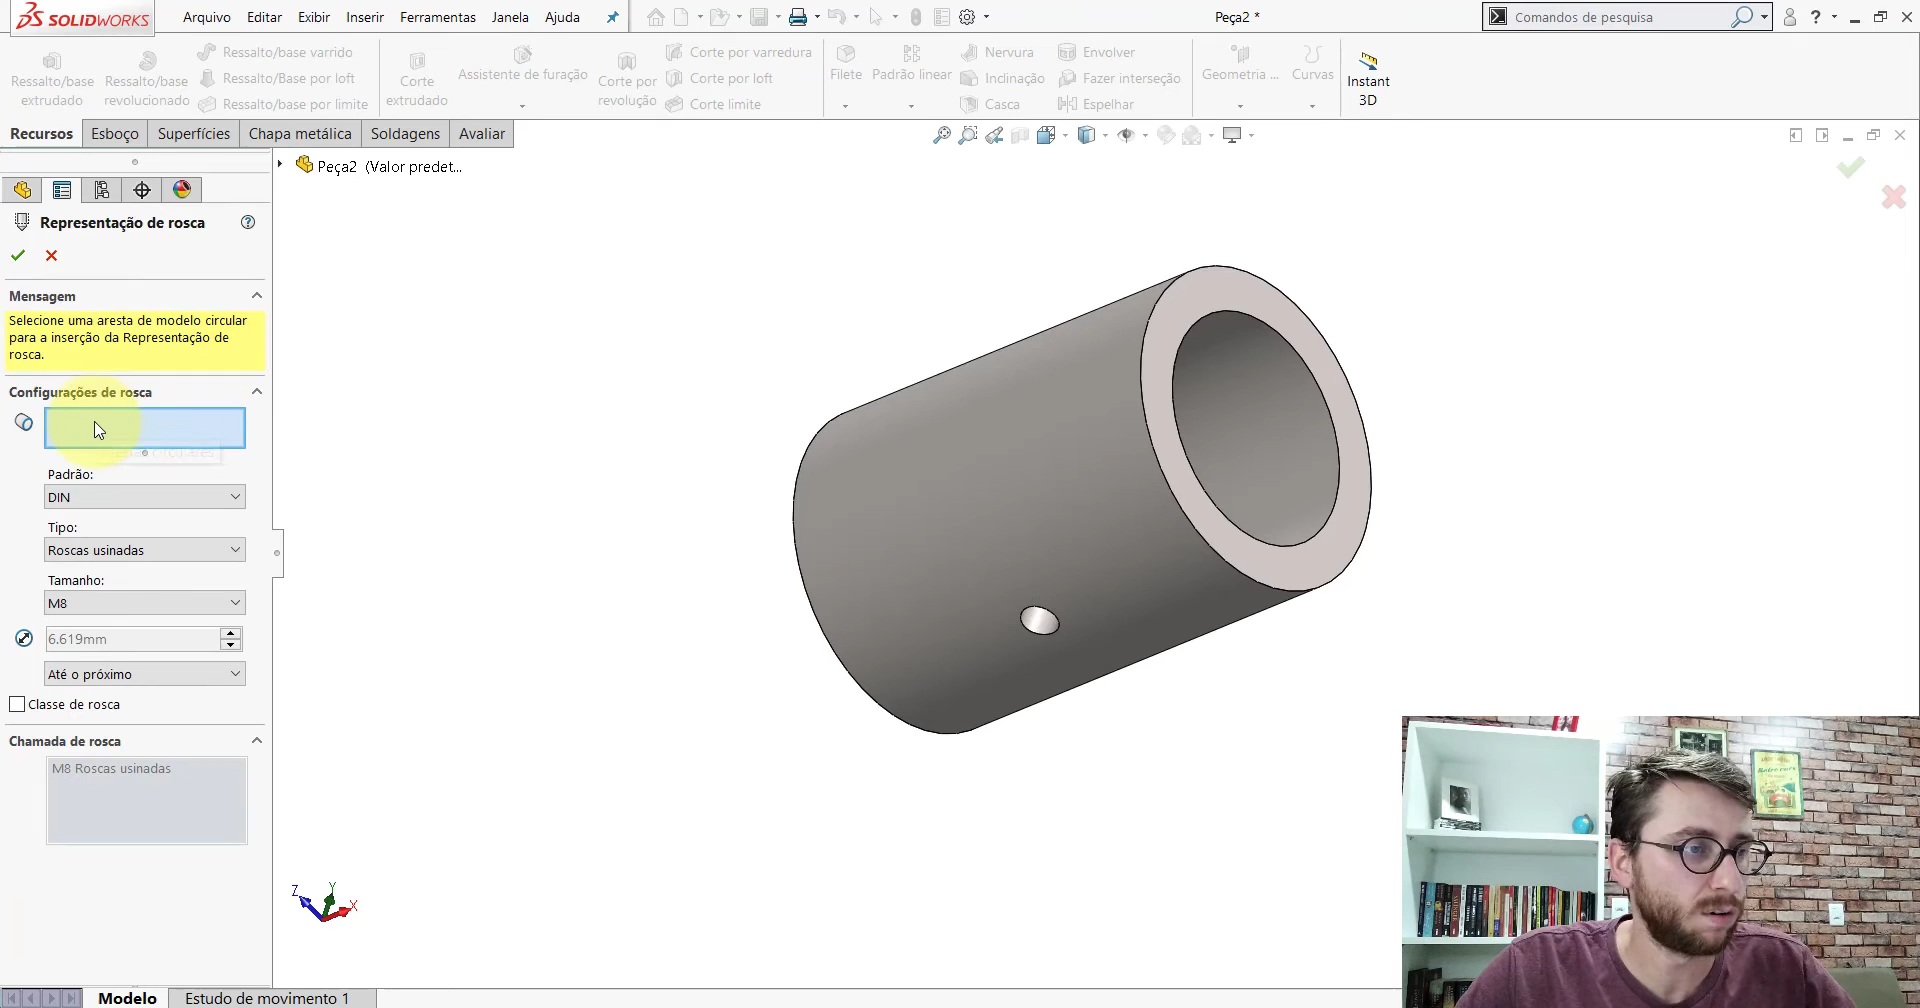 SOLIDWORKS
Arquivo Editar Exibir Inserir Ferramentas Janela Ajuda
Peça2 *
Comandos de pesquisa
Ressalto/base extrudado
Ressalto/base revolucionado
Ressalto/base varrido
Ressalto/Base por loft
Ressalto/base por limite
Corte extrudado
Assistente de furação
Corte por revolução
Corte por varredura
Corte por loft
Corte limite
Filete
Padrão linear
Nervura
Inclinação
Casca
Envolver
Fazer interseção
Espelhar
Geometria ...
Curvas
Instant 3D
Recursos Esboço Superfícies Chapa metálica Soldagens Avaliar
Peça2 (Valor predet...
Representação de rosca
Mensagem
Selecione uma aresta de modelo circular
para a inserção da Representação de
rosca.
Configurações de rosca
Padrão:
DIN
Tipo:
Roscas usinadas
Tamanho:
M8
6.619mm
Até o próximo
Classe de rosca
Chamada de rosca
M8 Roscas usinadas
Z
Y
X
Modelo Estudo de movimento 1